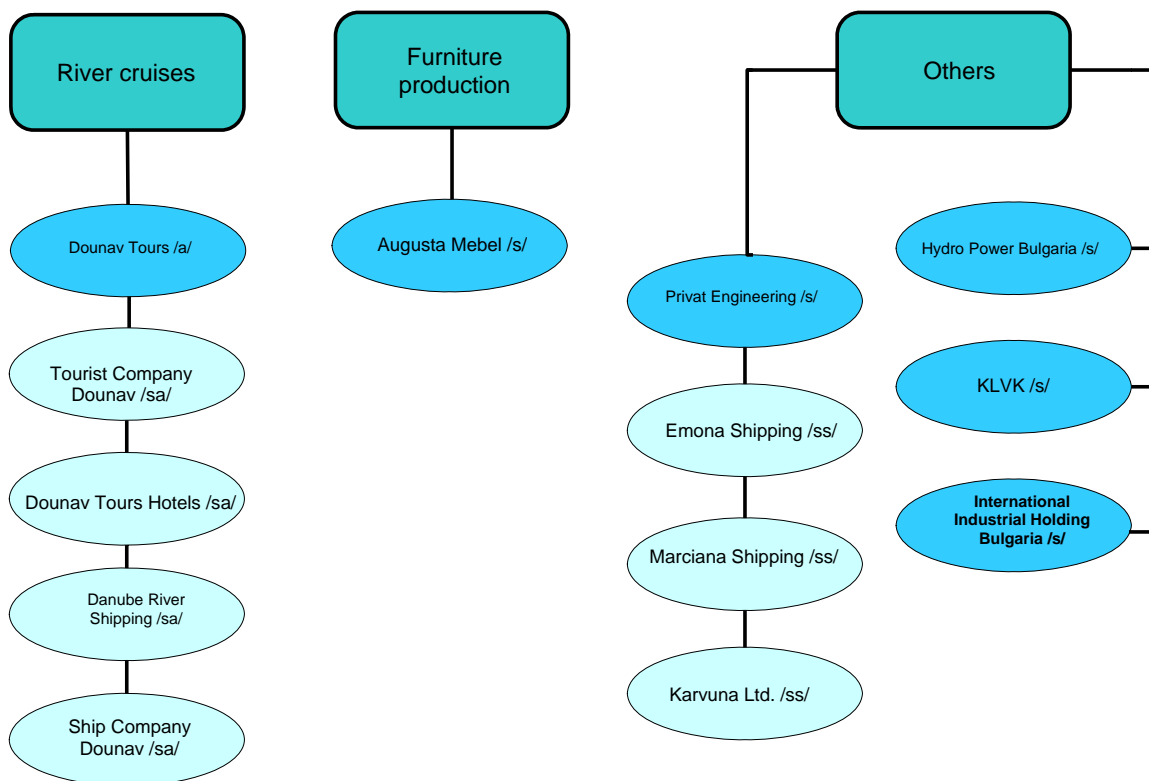 River cruises
Dounav Tours /a/
Tourist Company
Dounav /sa/
Dounav Tours Hotels /sa/
Danube River
Shipping /sa/
Ship Company
Dounav /sa/
Furniture
production
Augusta Mebel /s/
Others
Privat Engineering /s/
Emona Shipping /ss/
Marciana Shipping /ss/
Karvuna Ltd. /ss/
Hydro Power Bulgaria /s/
KLVK /s/
International
Industrial Holding
Bulgaria /s/